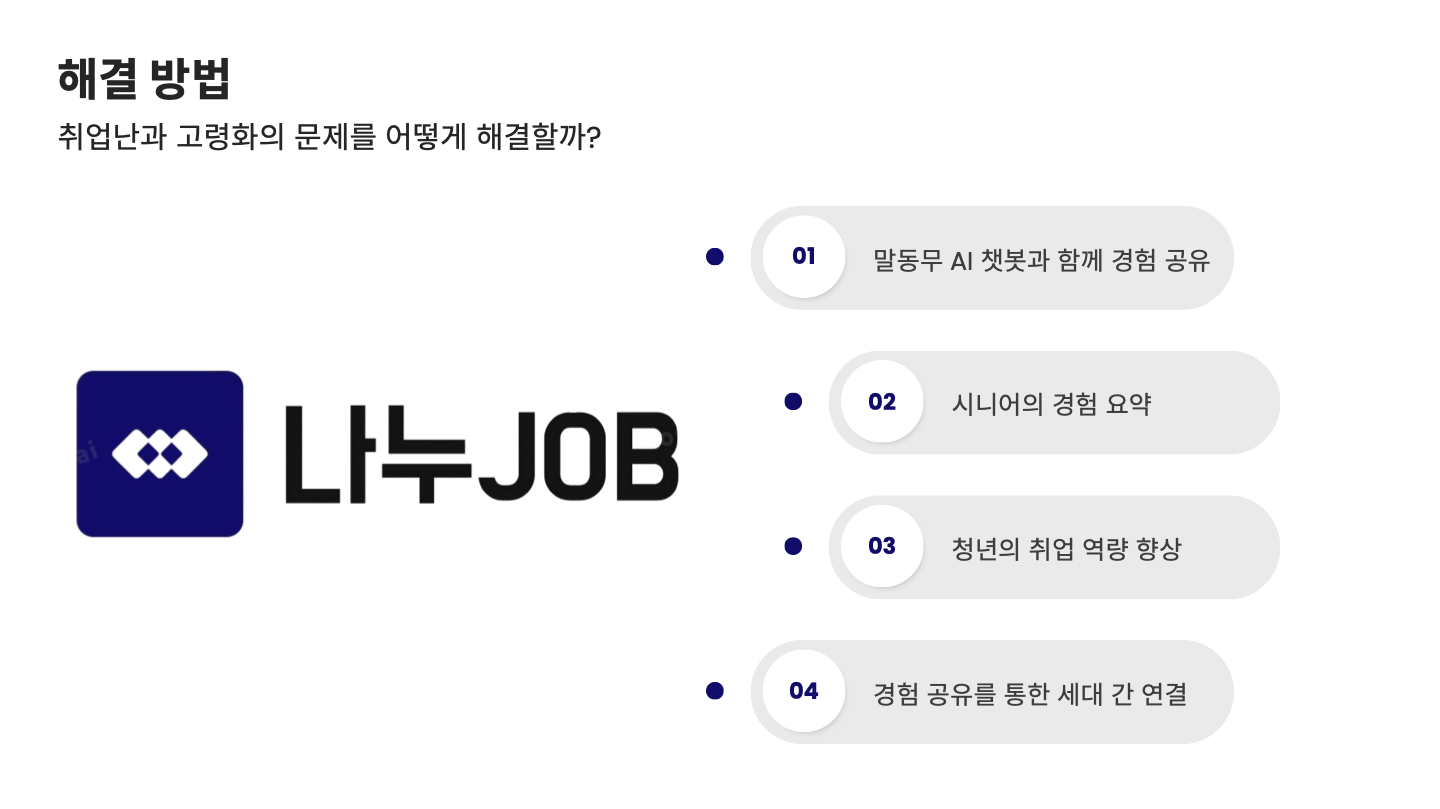 해결 방법
취업난과 고령화의 문제를 어떻게 해결할까?
01 말동무 AI 챗봇과 함께 경험 공유
ai
나누JOB
02 시니어의 경험 요약
03 청년의 취업 역량 향상
04 경험 공유를 통한 세대 간 연결